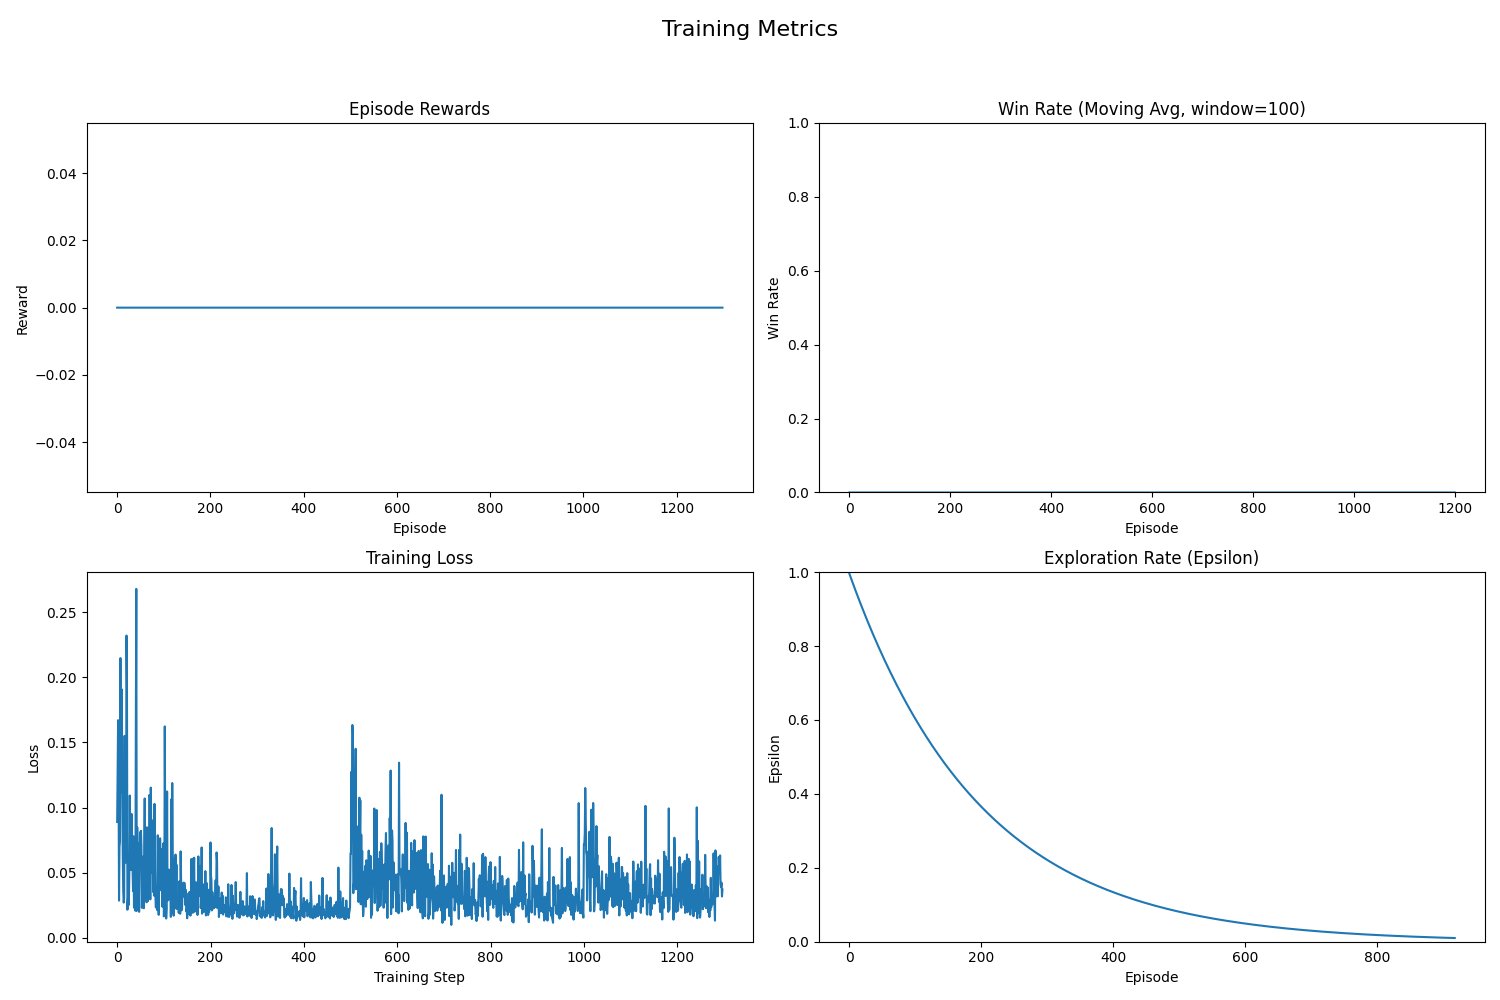 Training Metrics
Episode Rewards
0.04
0.02
0.00
−0.02
−0.04
Reward
0 200 400 600 800 1000 1200
Episode
Win Rate (Moving Avg, window=100)
1.0
0.8
0.6
0.4
0.2
0.0
Win Rate
0 200 400 600 800 1000 1200
Episode
Training Loss
0.25
0.20
0.15
0.10
0.05
0.00
Loss
0 200 400 600 800 1000 1200
Training Step
Exploration Rate (Epsilon)
1.0
0.8
0.6
0.4
0.2
0.0
Epsilon
0 200 400 600 800
Episode